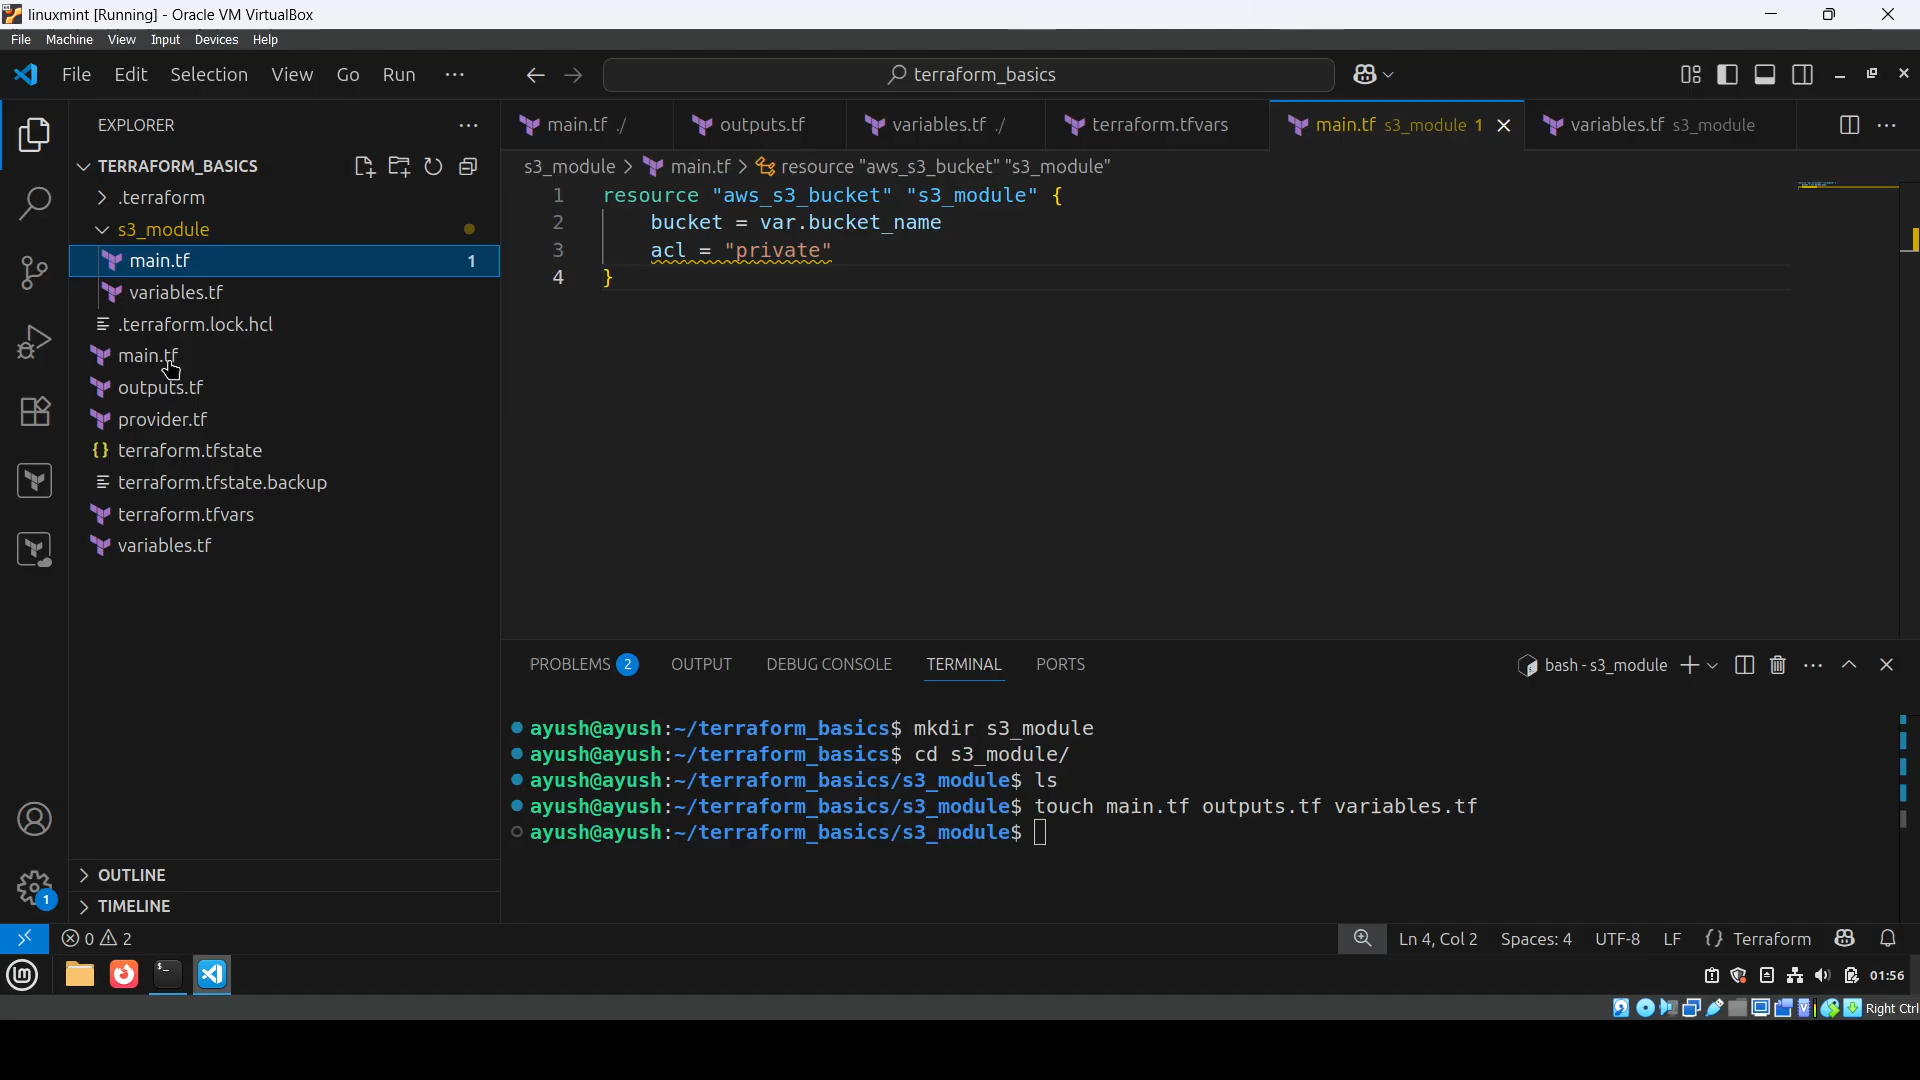 linuxmint [Running] - Oracle VM VirtualBox
File Machine View Input Devices Help
File Edit Selection View Go Run ···
terraform_basics
EXPLORER
TERRAFORM_BASICS
.terraform
s3_module
main.tf 1
variables.tf
.terraform.lock.hcl
main.tf
outputs.tf
provider.tf
{} terraform.tfstate
terraform.tfstate.backup
terraform.tfvars
variables.tf
OUTLINE
TIMELINE
main.tf ./ outputs.tf variables.tf ./ terraform.tfvars main.tf s3_module 1 variables.tf s3_module
s3_module > main.tf > resource "aws_s3_bucket" "s3_module"
1 resource "aws_s3_bucket" "s3_module" {
2 bucket = var.bucket_name
3 acl = "private"
4 }
PROBLEMS 2 OUTPUT DEBUG CONSOLE TERMINAL PORTS
bash - s3_module
ayush@ayush:~/terraform_basics$ mkdir s3_module
ayush@ayush:~/terraform_basics$ cd s3_module/
ayush@ayush:~/terraform_basics/s3_module$ ls
ayush@ayush:~/terraform_basics/s3_module$ touch main.tf outputs.tf variables.tf
ayush@ayush:~/terraform_basics/s3_module$
1
0 2
Ln 4, Col 2 Spaces: 4 UTF-8 LF {} Terraform
01:56
Right Ctrl